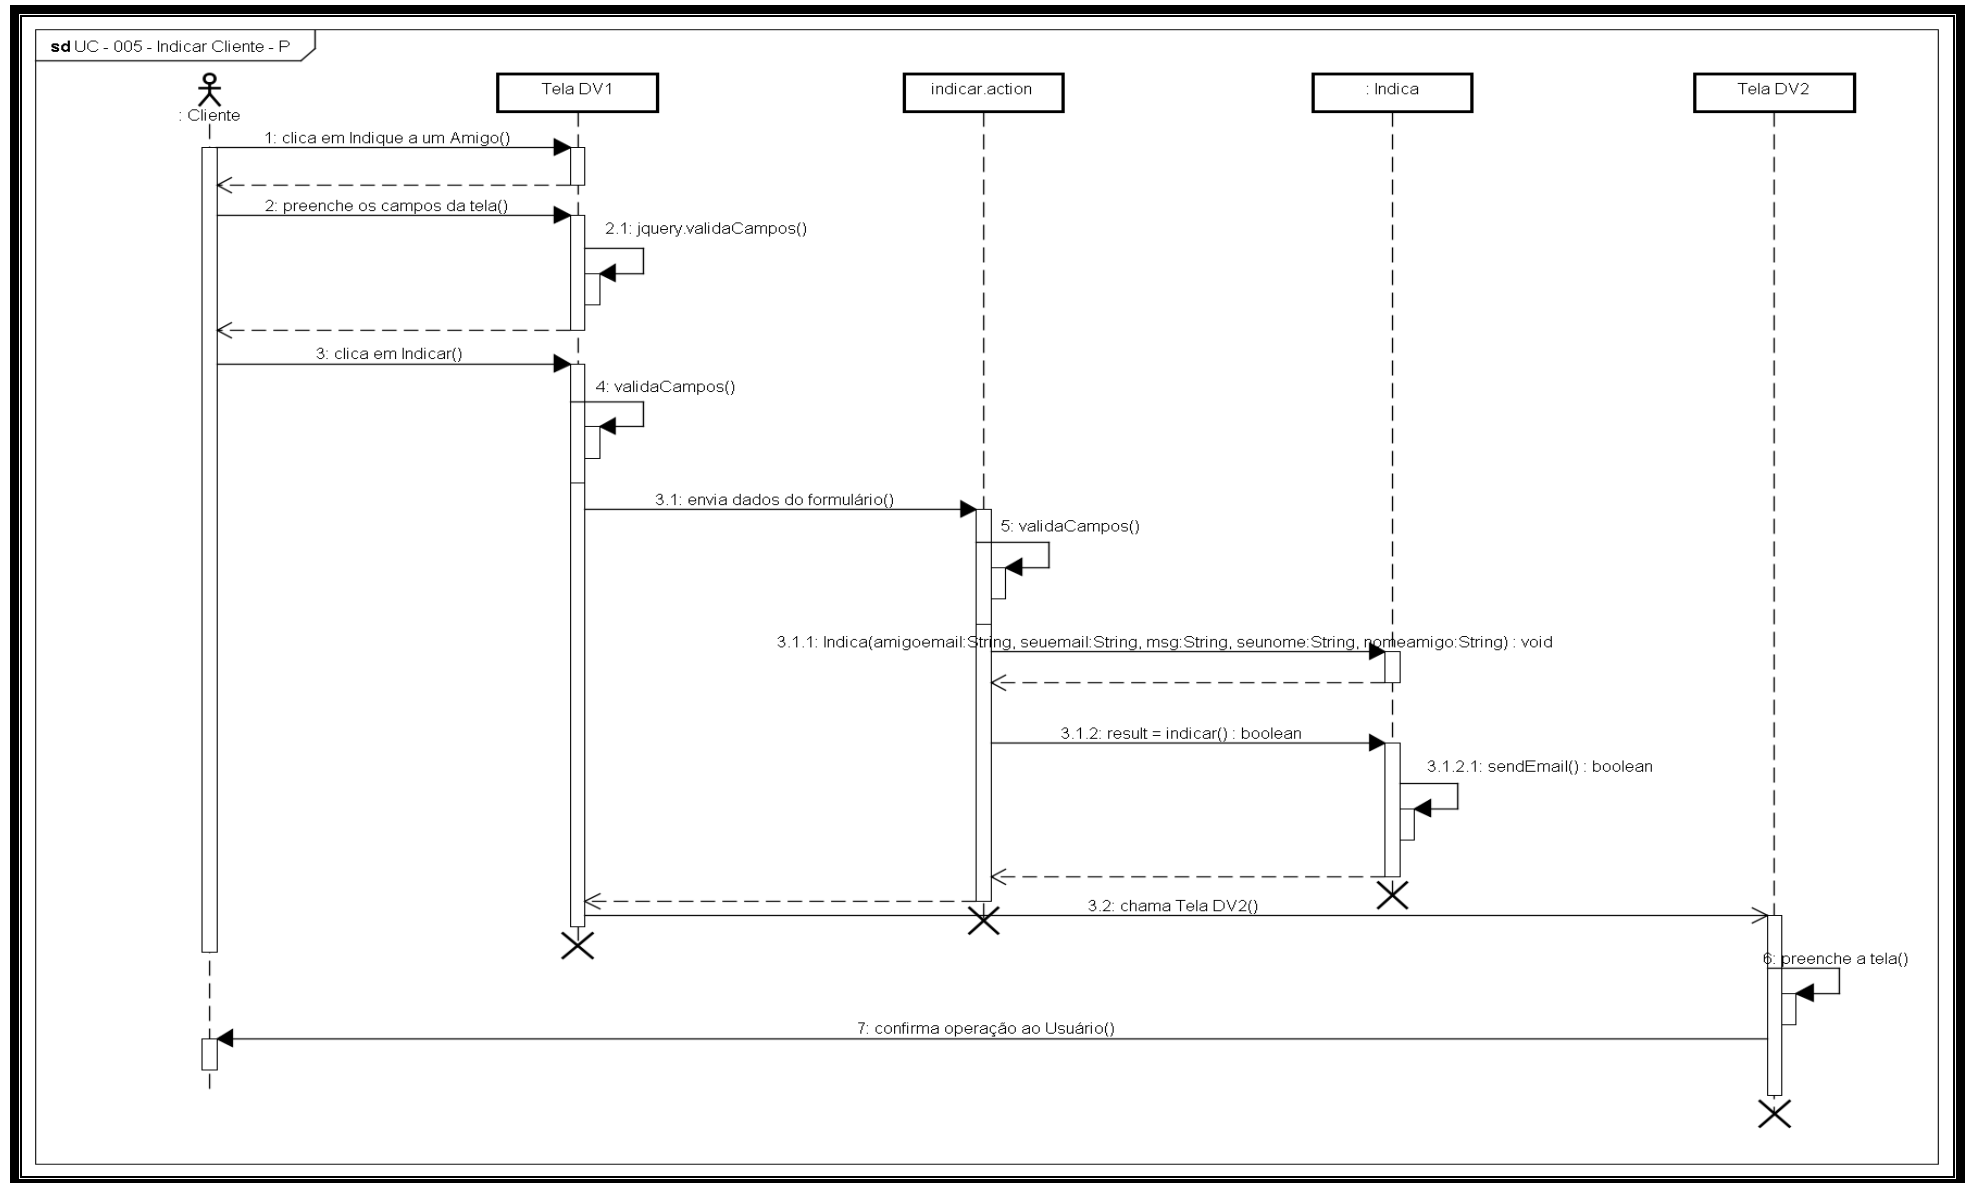 sd UC - 005 - Indicar Cliente - P
: Cliente
Tela DV1
indicar.action
: Indica
Tela DV2
1: clica em Indique a um Amigo()
2: preenche os campos da tela()
2.1: jquery.validaCampos()
3: clica em Indicar()
4: validaCampos()
3.1: envia dados do formulário()
5: validaCampos()
3.1.1: Indica(amigoemail:String, seuemail:String, msg:String, seunome:String, nomeamigo:String) : void
3.1.2: result = indicar() : boolean
3.1.2.1: sendEmail() : boolean
3.2: chama Tela DV2()
6: preenche a tela()
7: confirma operação ao Usuário()